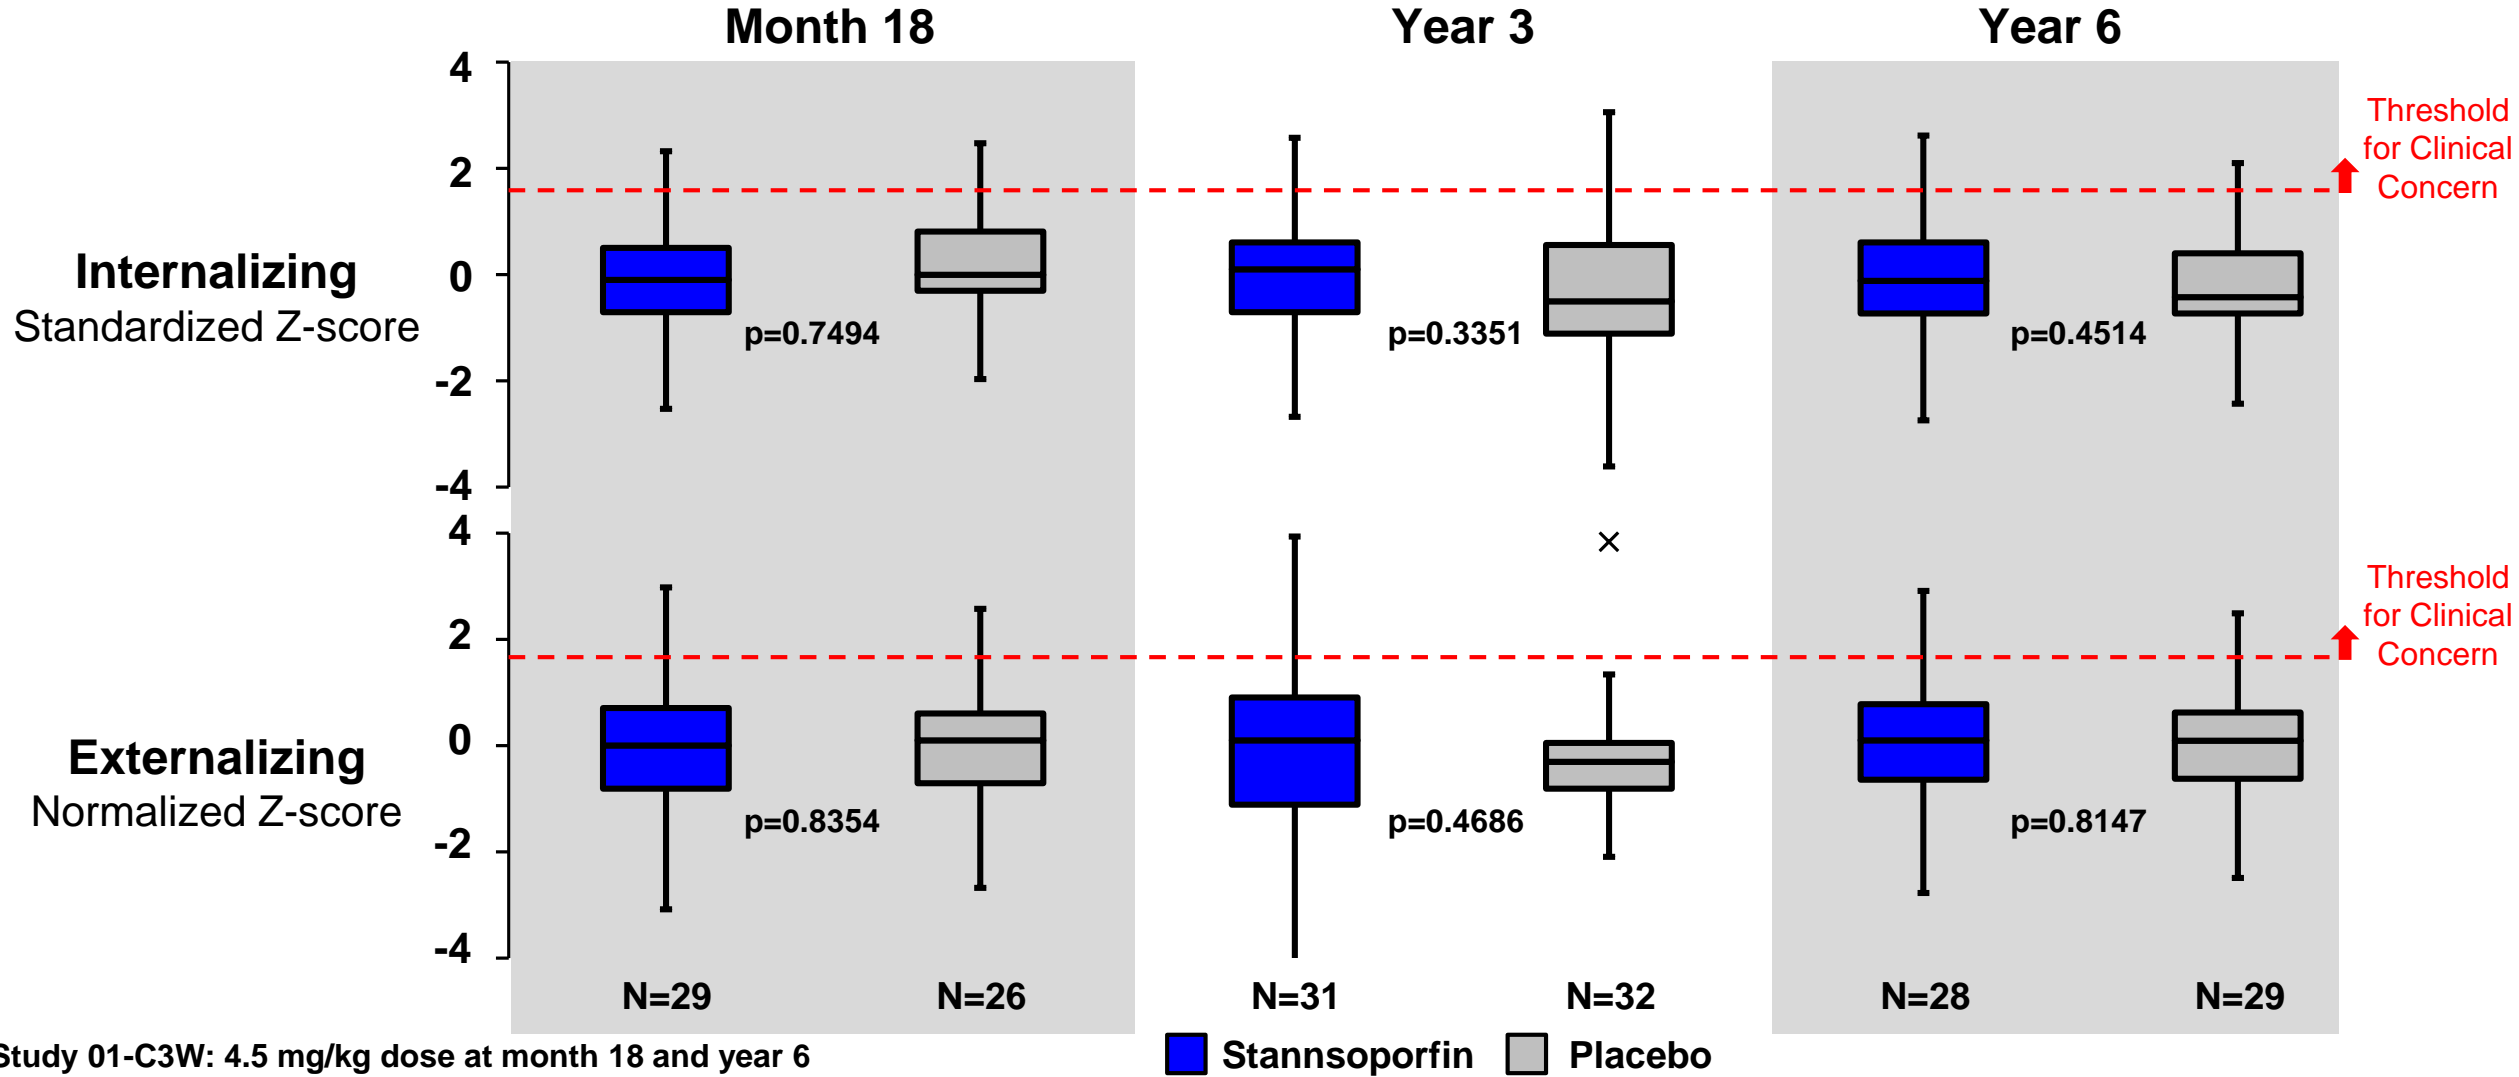 Month 18
Year 3
Year 6
4
2
0
-2
-4
Internalizing
Standardized Z-score
p=0.7494
p=0.3351
p=0.4514
Threshold
for Clinical
Concern
4
2
0
-2
-4
Externalizing
Normalized Z-score
p=0.8354
p=0.4686
p=0.8147
Threshold
for Clinical
Concern
N=29
N=26
N=31
N=32
N=28
N=29
Study 01-C3W: 4.5 mg/kg dose at month 18 and year 6
Stannsoporfin
Placebo